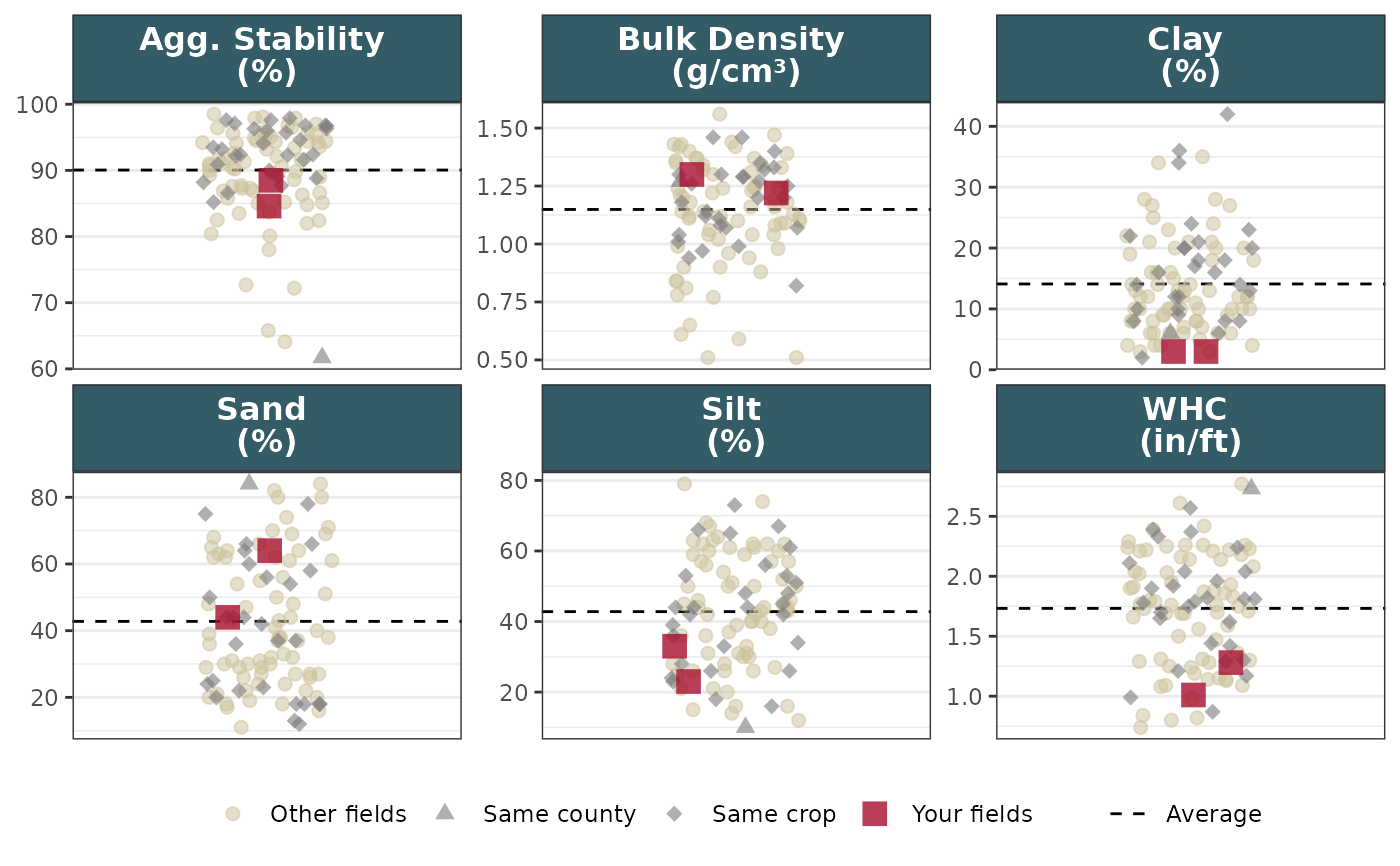 Agg. Stability
(%)
Bulk Density
(g/cm³)
Clay
(%)
100
90
80
70
60
1.50
1.25
1.00
0.75
0.50
40
30
20
10
0
Sand
(%)
Silt
(%)
WHC
(in/ft)
80
60
40
20
80
60
40
20
2.5
2.0
1.5
1.0
Other fields
Same county
Same crop
Your fields
Average